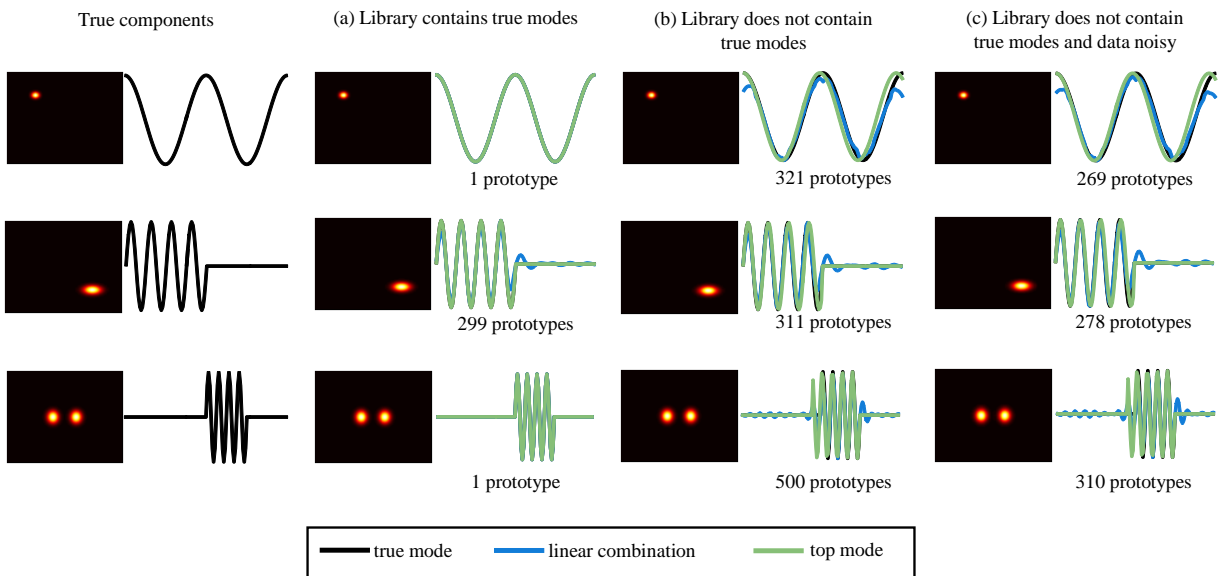 True components
(a) Library contains true modes
(b) Library does not contain
true modes
(c) Library does not contain
true modes and data noisy
1 prototype
321 prototypes
269 prototypes
299 prototypes
311 prototypes
278 prototypes
1 prototype
500 prototypes
310 prototypes
true mode
linear combination
top mode